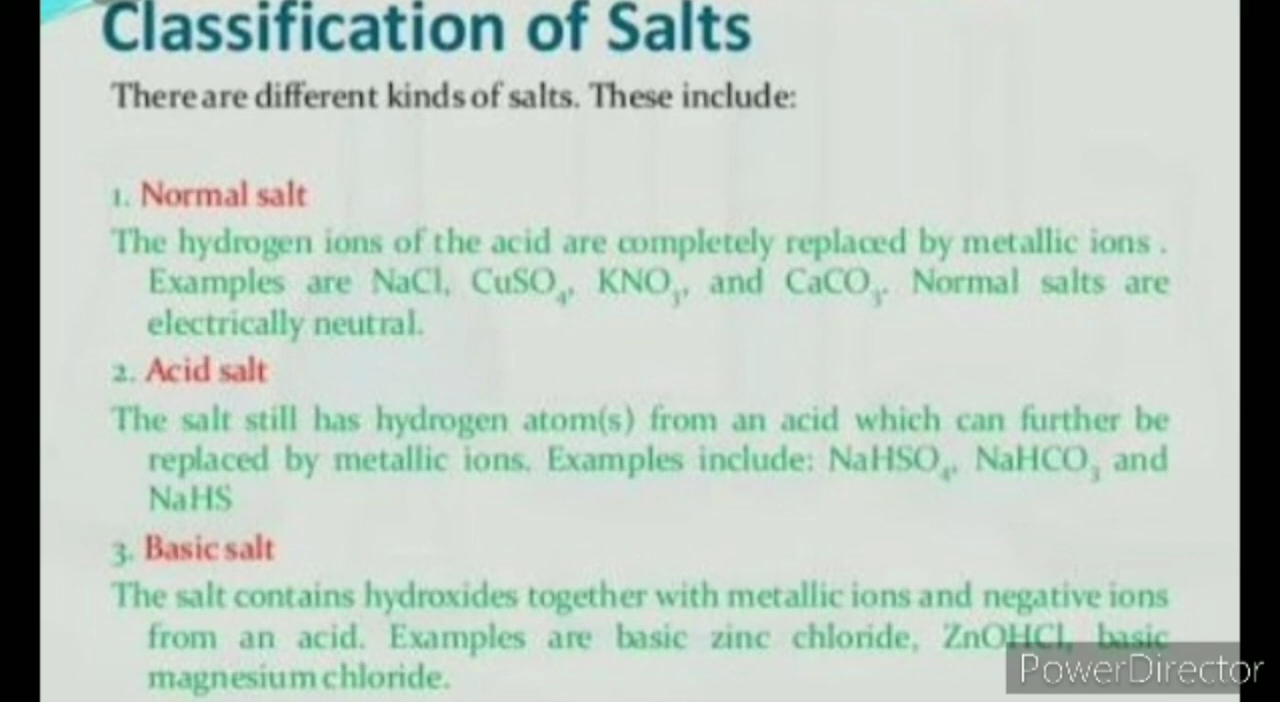 Classification of Salts
There are different kinds of salts. These include:
1. Normal salt
The hydrogen ions of the acid are completely replaced by metallic ions .
Examples are NaCl, CuSO₄, KNO₃, and CaCO₃. Normal salts are
electrically neutral.
2. Acid salt
The salt still has hydrogen atom(s) from an acid which can further be
replaced by metallic ions. Examples include: NaHSO₄, NaHCO₃ and
NaHS
3. Basic salt
The salt contains hydroxides together with metallic ions and negative ions
from an acid. Examples are basic zinc chloride, ZnOHCl, basic
magnesium chloride.
PowerDirector